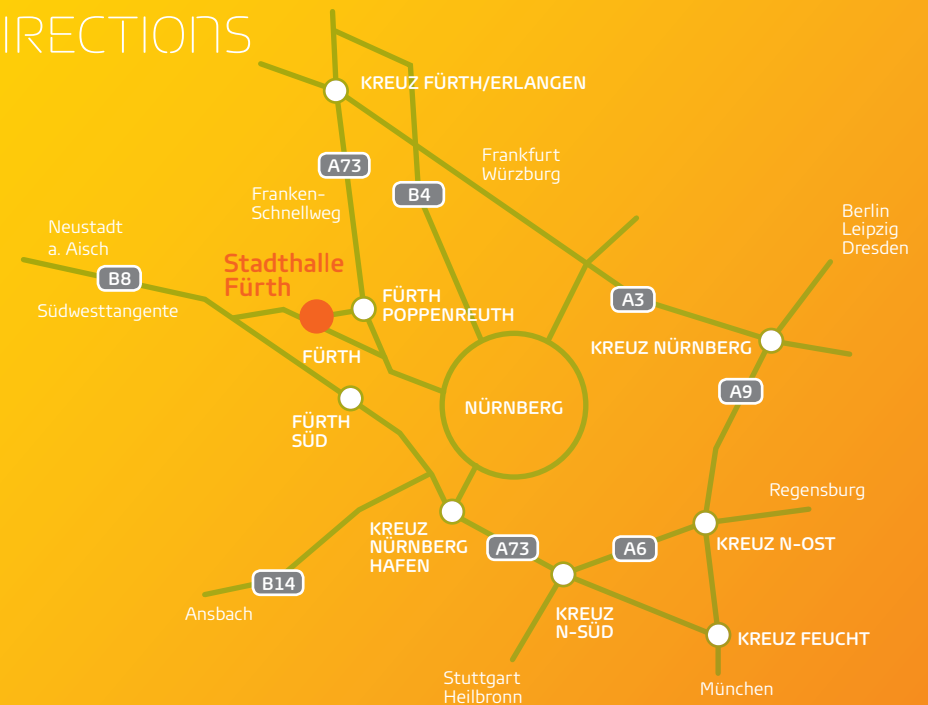 IRECTIONS
KREUZ FÜRTH/ERLANGEN
A73
Frankfurt
Würzburg
B4
Franken-
Schnellweg
Berlin
Leipzig
Dresden
Neustadt
a. Aisch
B8
Stadthalle
Fürth
Südwesttangente
FÜRTH
POPPENREUTH
A3
FÜRTH
KREUZ NÜRNBERG
A9
NÜRNBERG
FÜRTH
SÜD
Regensburg
KREUZ
NÜRNBERG
HAFEN
A73
A6
KREUZ N-OST
B14
Ansbach
KREUZ
N-SÜD
KREUZ FEUCHT
Stuttgart
Heilbronn
München